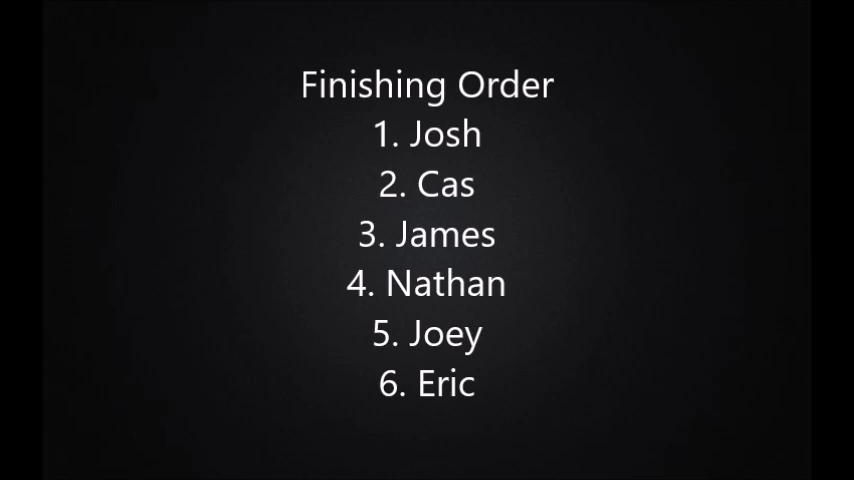 Finishing Order
1. Josh
2. Cas
3. James
4. Nathan
5. Joey
6. Eric